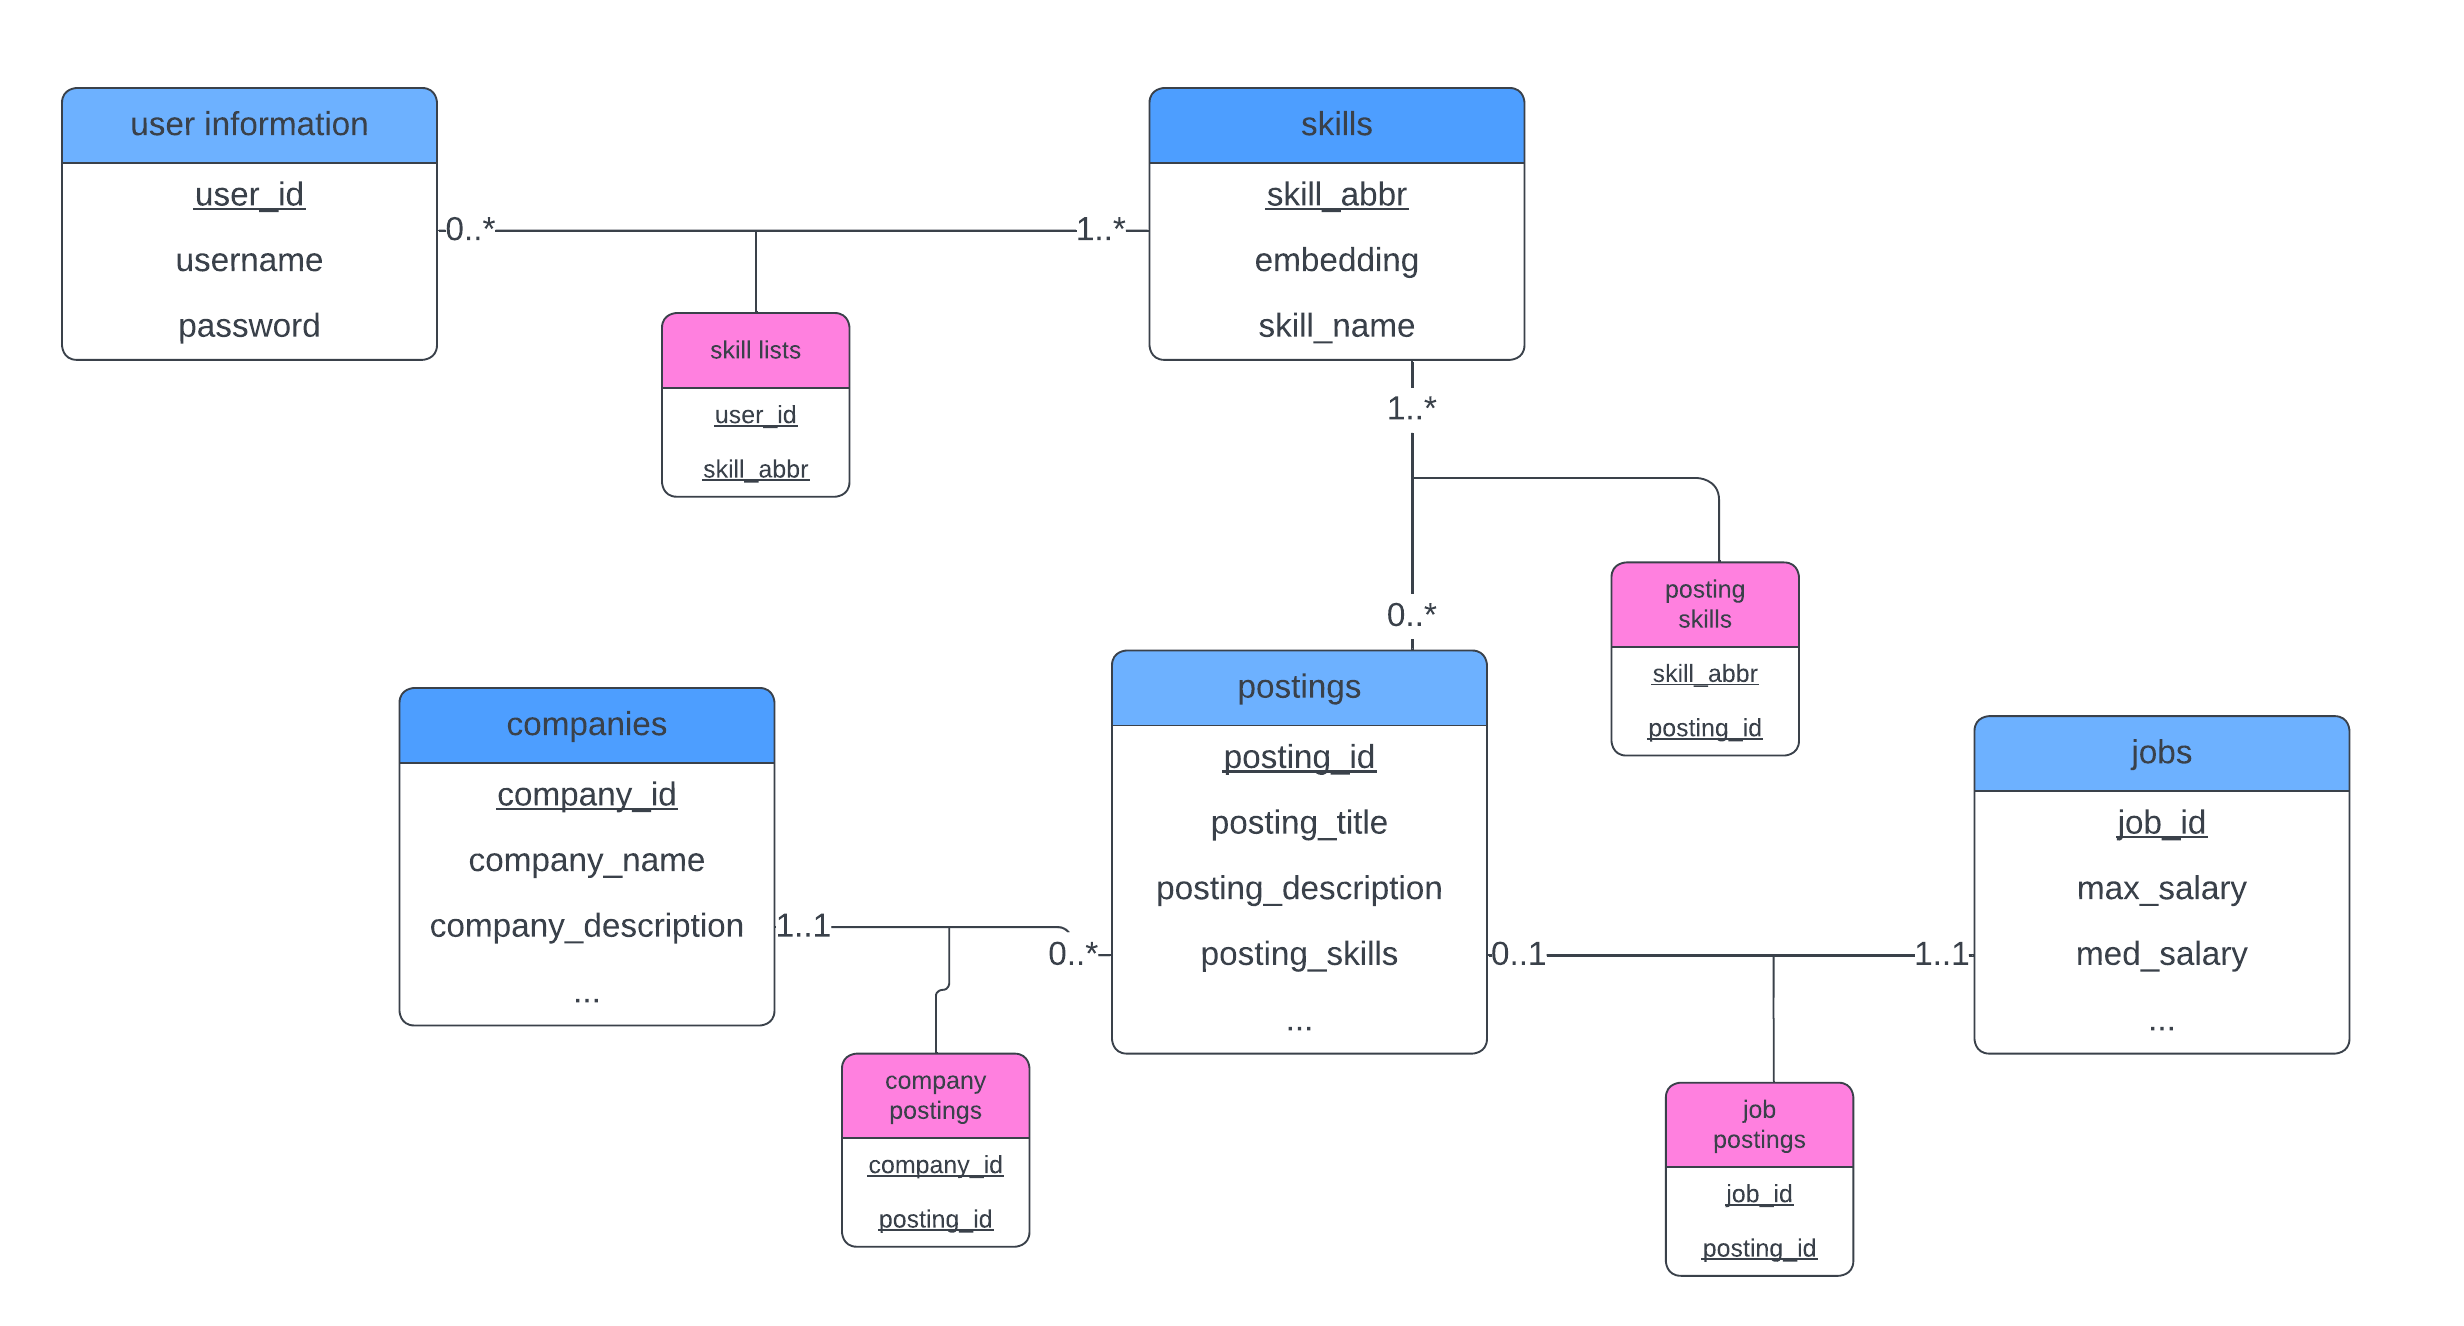 user information
user_id
username
password
0..*
1..*
skills
skill_abbr
embedding
skill_name
skill lists
user_id
skill_abbr
1..*
0..*
posting
skills
skill_abbr
posting_id
companies
company_id
company_name
company_description
...
1..1
0..*
postings
posting_id
posting_title
posting_description
posting_skills
...
0..1
1..1
jobs
job_id
max_salary
med_salary
...
company
postings
company_id
posting_id
job
postings
job_id
posting_id